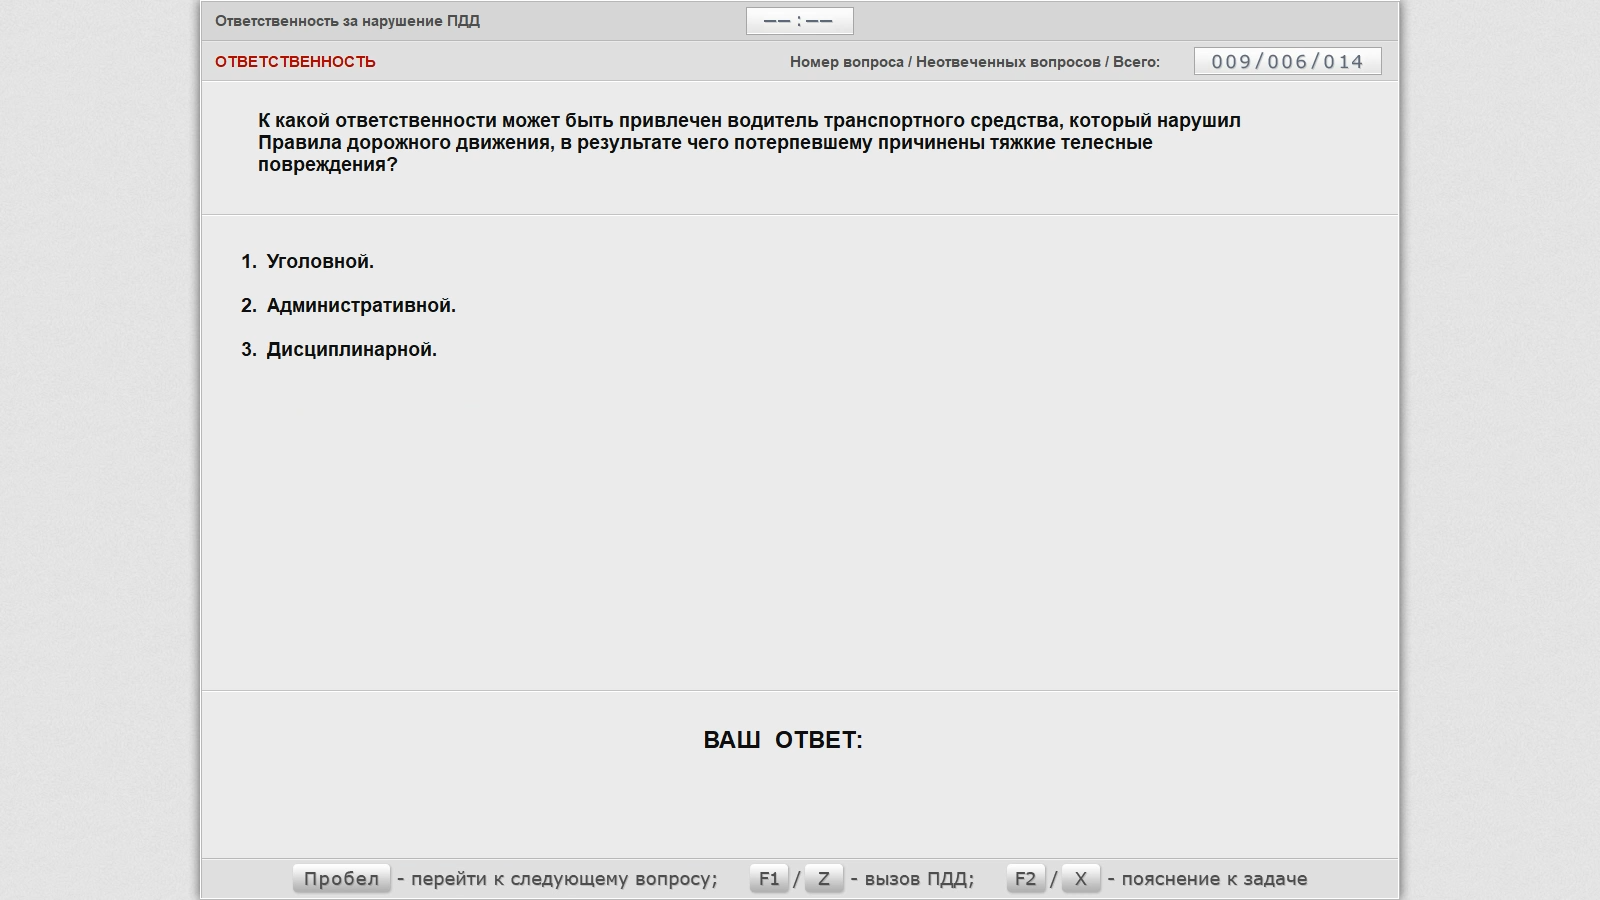 Ответственность за нарушение ПДД
——:——
ОТВЕТСТВЕННОСТЬ
Номер вопроса / Неотвеченных вопросов / Всего:
009/006/014
К какой ответственности может быть привлечен водитель транспортного средства, который нарушил
Правила дорожного движения, в результате чего потерпевшему причинены тяжкие телесные
повреждения?
1. Уголовной.
2. Административной.
3. Дисциплинарной.
ВАШ ОТВЕТ:
Пробел - перейти к следующему вопросу; F1 / Z - вызов ПДД; F2 / X - пояснение к задаче